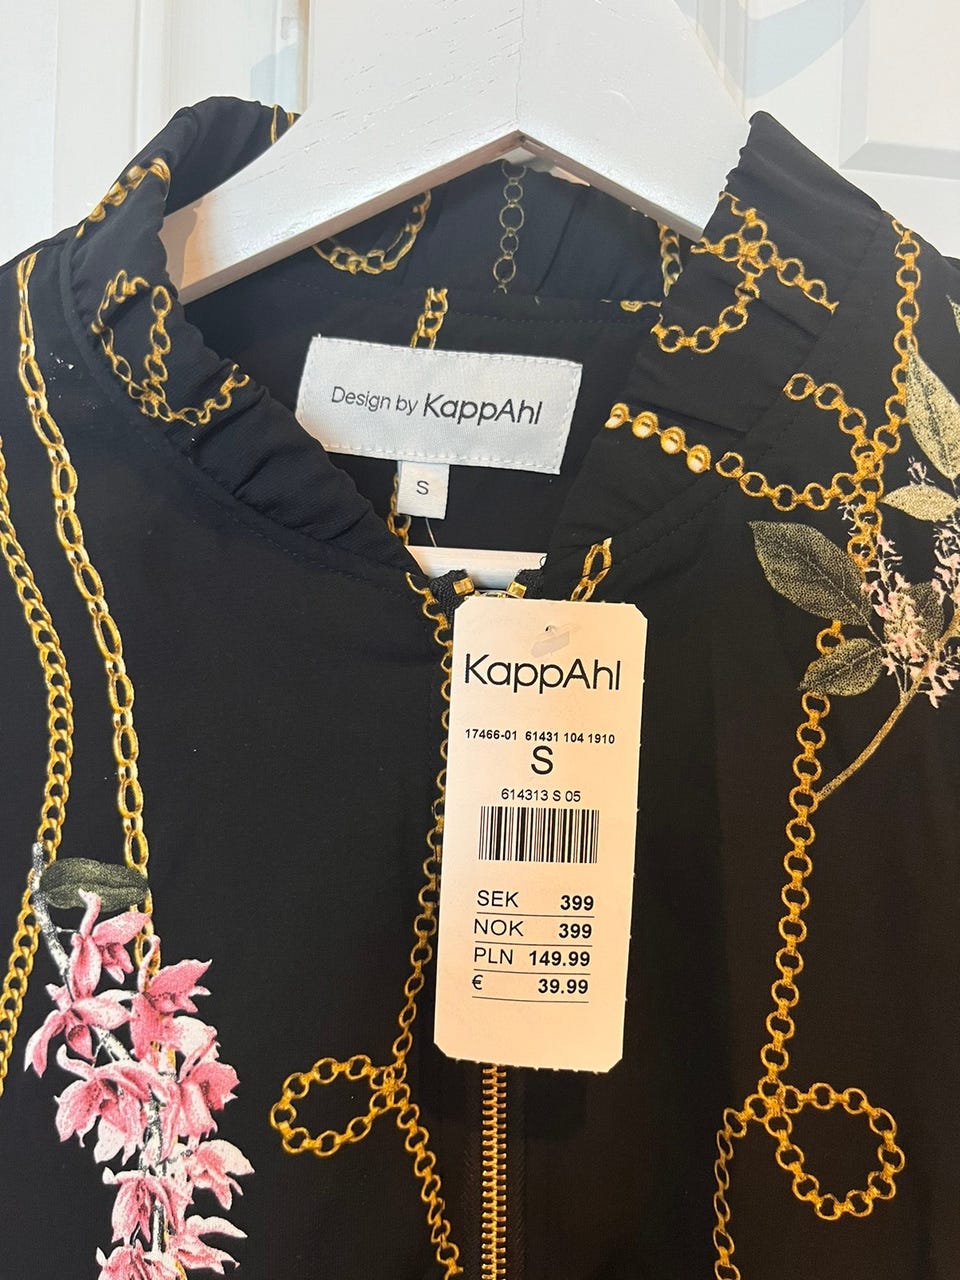 Design by KappAhl
S
KappAhl
17466-01 61431 104 1910
S
614313 S 05
SEK 399
NOK 399
PLN 149.99
€ 39.99